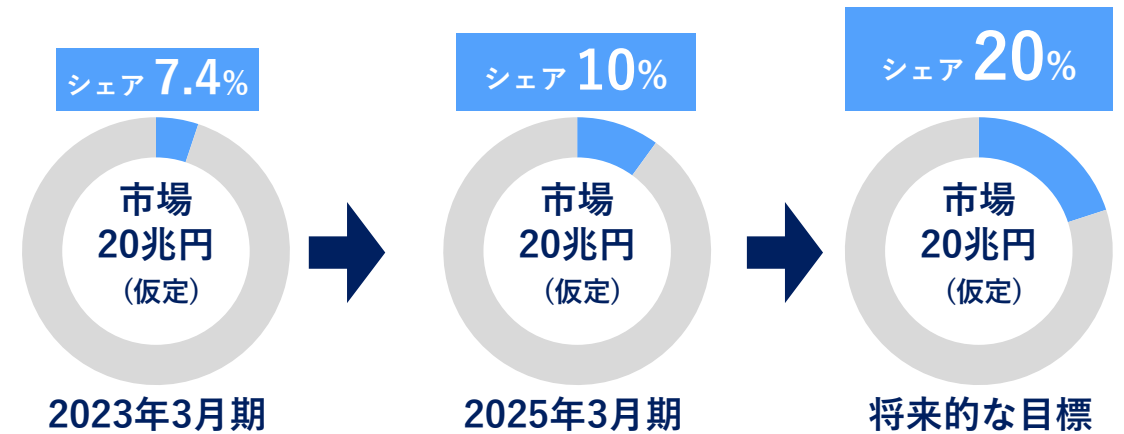 シェア 7.4%
市場
20兆円
(仮定)
2023年3月期
シェア 10%
市場
20兆円
(仮定)
2025年3月期
シェア 20%
市場
20兆円
(仮定)
将来的な目標